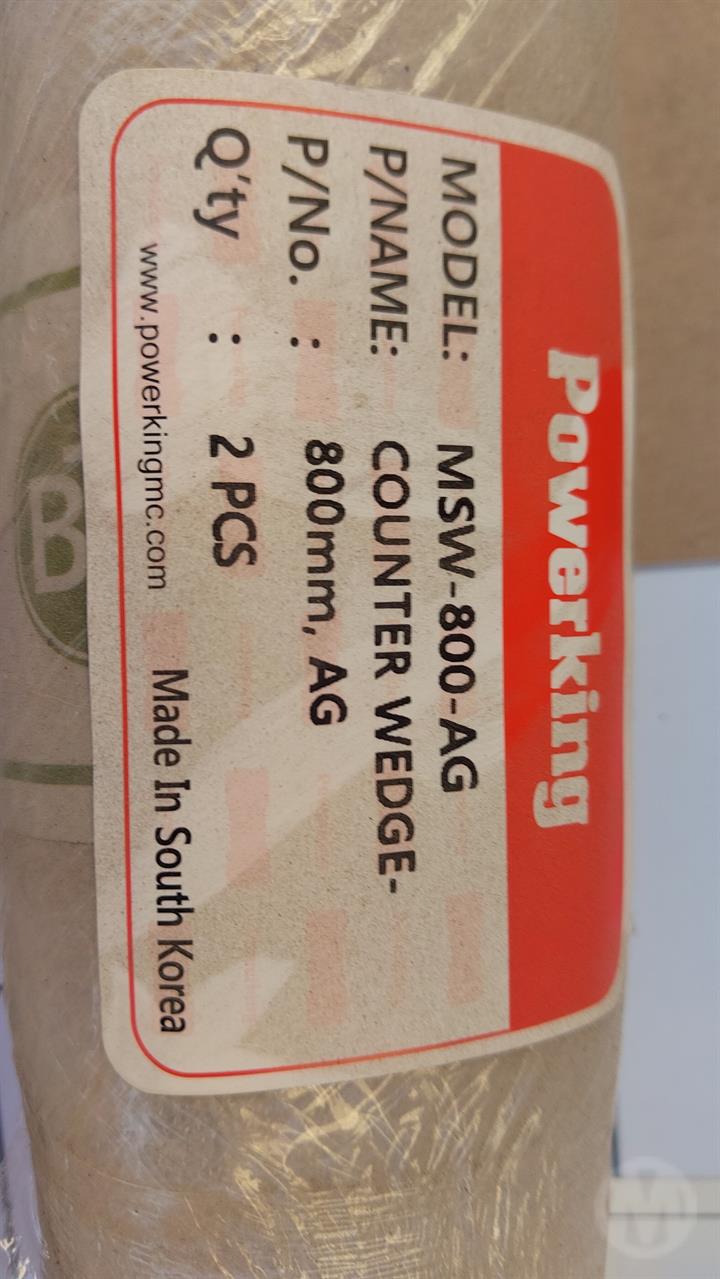 Powerking
MODEL: MSW-800-AG
P/NAME: COUNTER WEDGE-
P/No. : 800mm, AG
Q'ty : 2 PCS
www.powerkingmc.com Made In South Korea
B
M